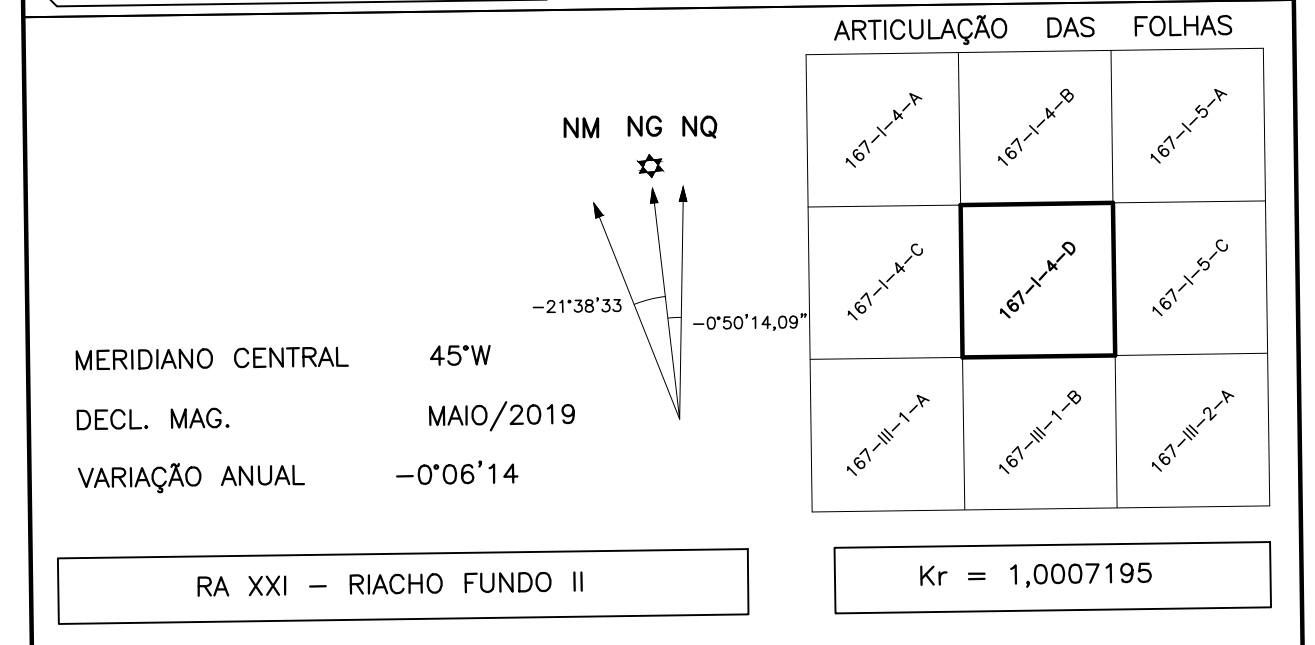 ARTICULAÇÃO DAS FOLHAS
167-I-4-A
167-I-4-B
167-I-5-A
167-I-4-C
167-I-4-D
167-I-5-C
167-III-1-A
167-III-1-B
167-III-2-A
NM NG NQ
-21°38'33
-0°50'14,09"
MERIDIANO CENTRAL 45°W
DECL. MAG. MAIO/2019
VARIAÇÃO ANUAL -0°06'14
RA XXI - RIACHO FUNDO II
Kr = 1,0007195